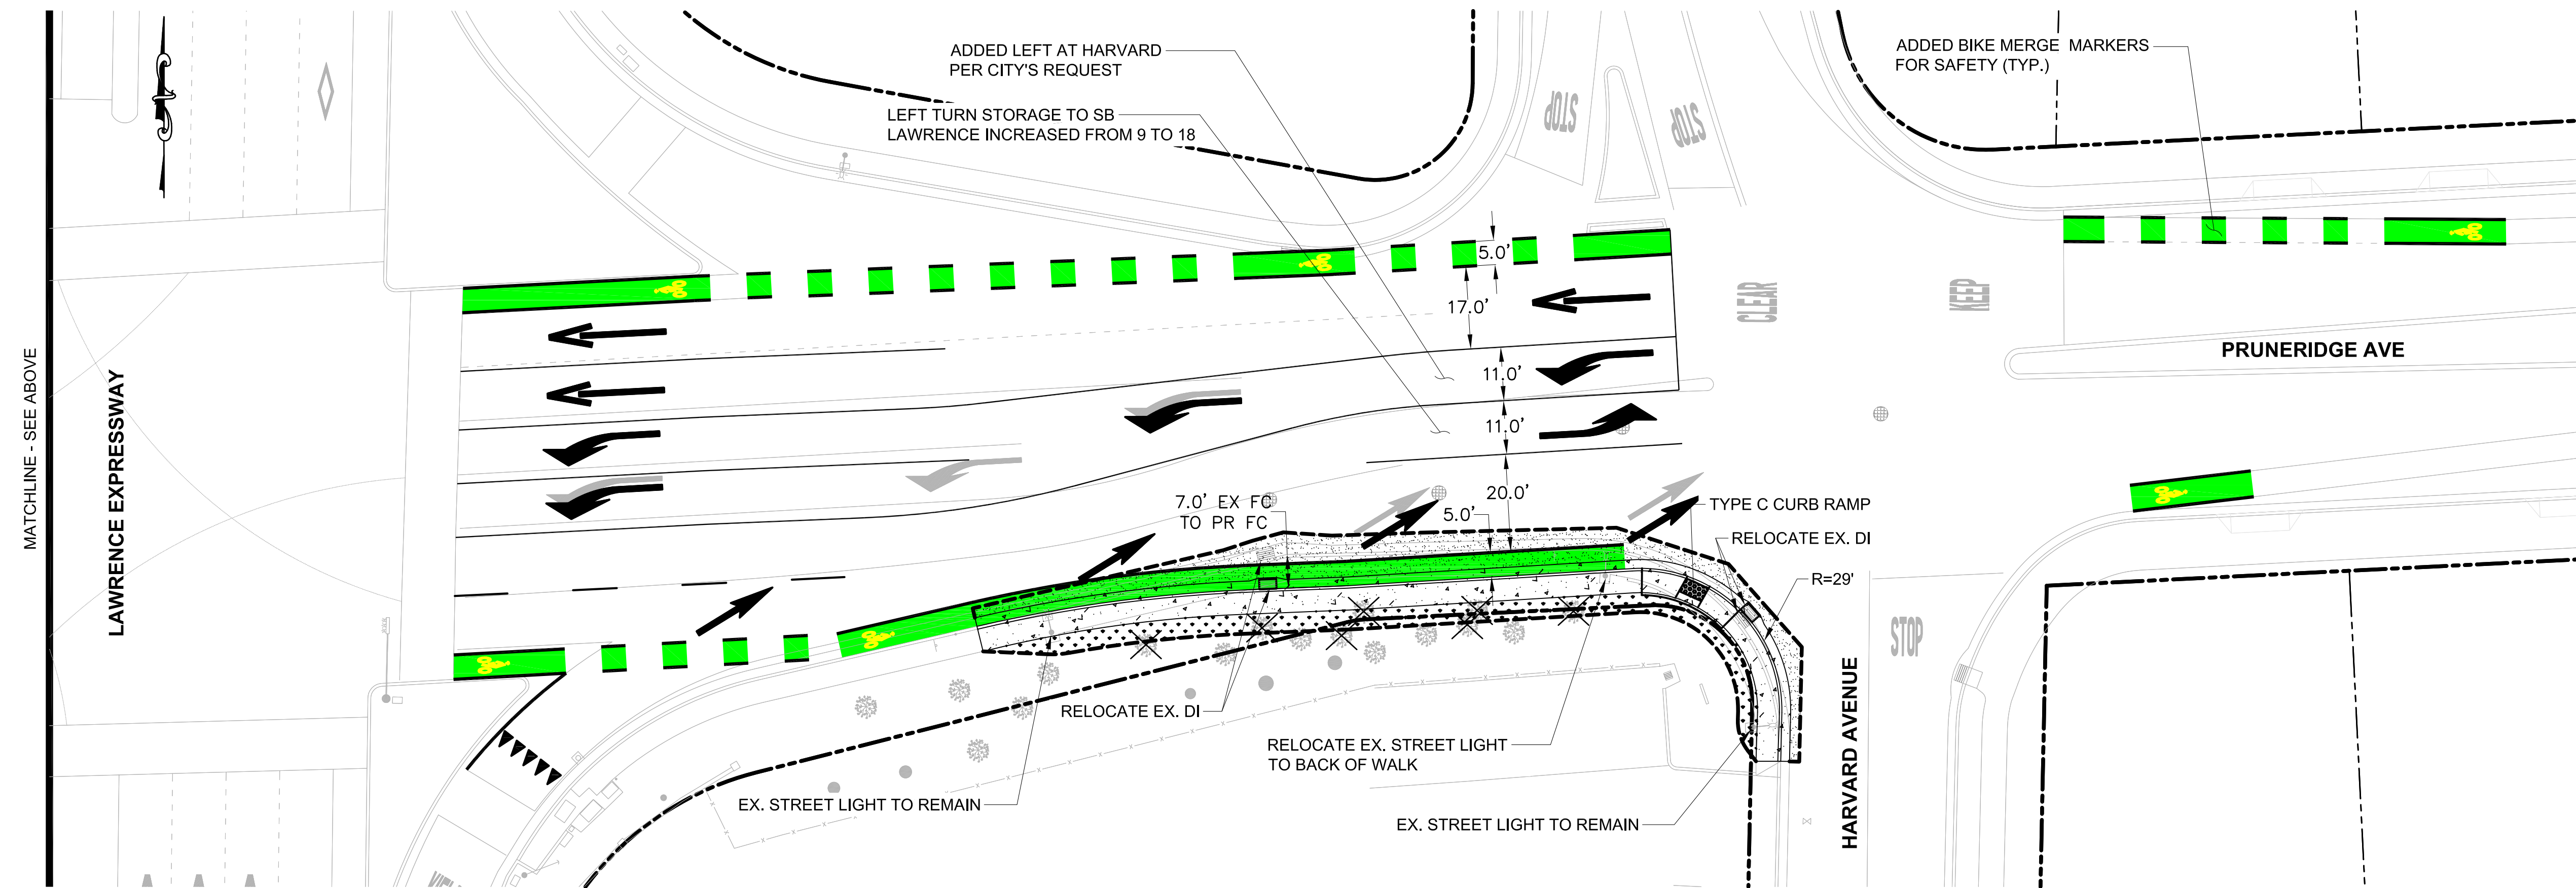 ADDED LEFT AT HARVARD
PER CITY'S REQUEST
LEFT TURN STORAGE TO SB
LAWRENCE INCREASED FROM 9 TO 18
ADDED BIKE MERGE MARKERS
FOR SAFETY (TYP.)
STOP
STOP
5.0'
17.0'
11.0'
11.0'
20.0'
5.0'
7.0' EX FC
TO PR FC
CLEAR
KEEP
PRUNERIDGE AVE
MATCHLINE - SEE ABOVE
LAWRENCE EXPRESSWAY
TYPE C CURB RAMP
RELOCATE EX. DI
R=29'
STOP
HARVARD AVENUE
RELOCATE EX. DI
RELOCATE EX. STREET LIGHT
TO BACK OF WALK
EX. STREET LIGHT TO REMAIN
EX. STREET LIGHT TO REMAIN